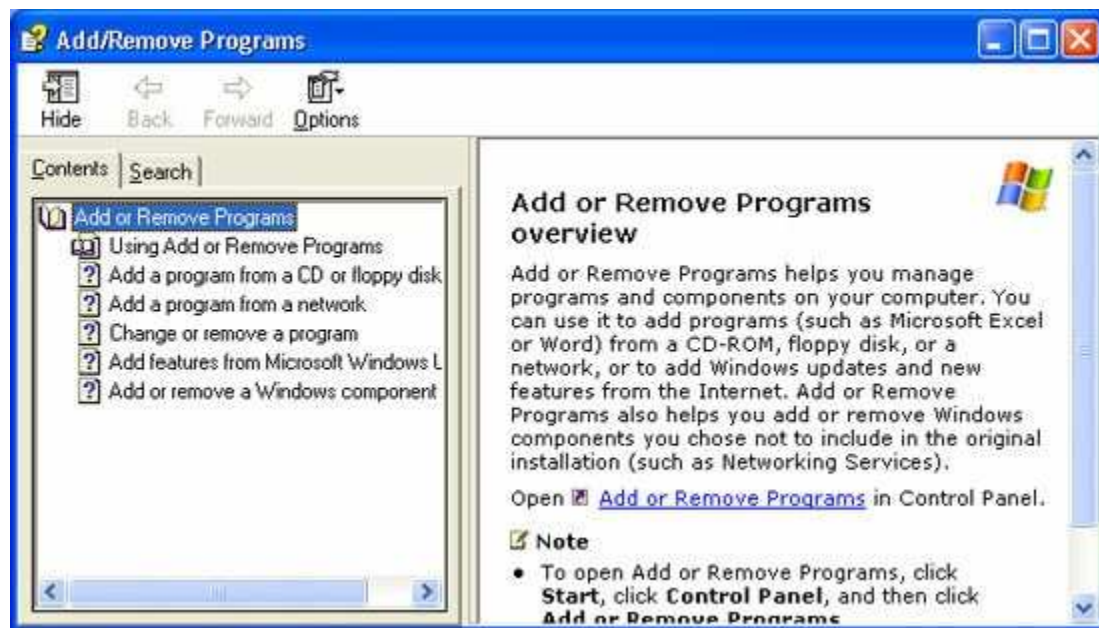 Add/Remove Programs
Hide Back Forward Options
Contents Search
Add or Remove Programs
Using Add or Remove Programs
Add a program from a CD or floppy disk
Add a program from a network
Change or remove a program
Add features from Microsoft Windows U
Add or remove a Windows component
Add or Remove Programs
overview
Add or Remove Programs helps you manage
programs and components on your computer. You
can use it to add programs (such as Microsoft Excel
or Word) from a CD-ROM, floppy disk, or a
network, or to add Windows updates and new
features from the Internet. Add or Remove
Programs also helps you add or remove Windows
components you chose not to include in the original
installation (such as Networking Services).
Open Add or Remove Programs in Control Panel.
Note
• To open Add or Remove Programs, click
Start, click Control Panel, and then click
Add or Remove Programs